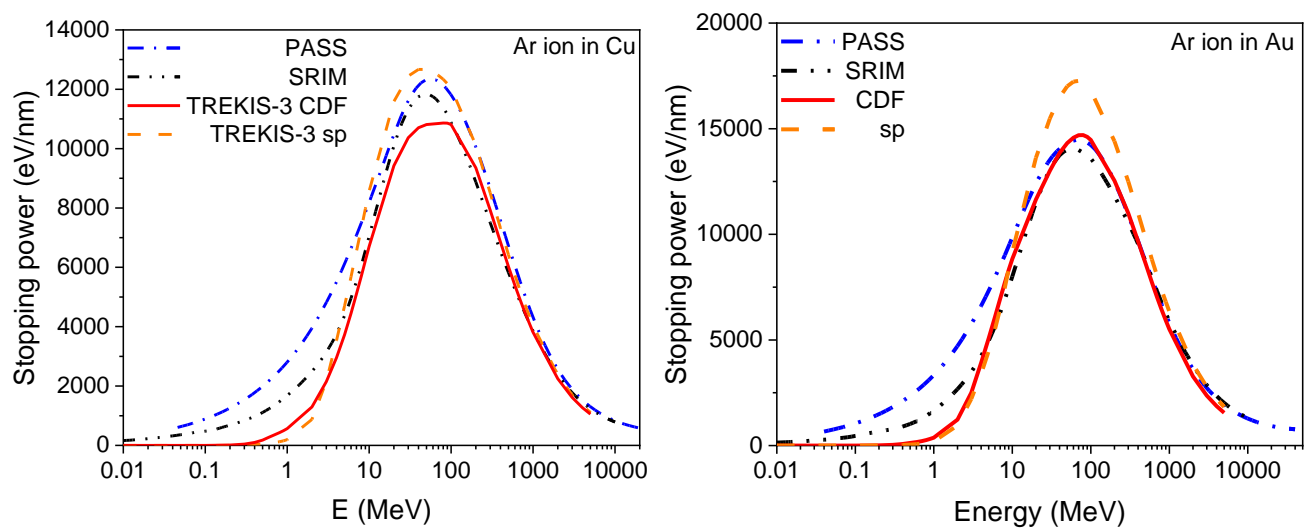 Ar ion in Cu
PASS
SRIM
TREKIS-3 CDF
TREKIS-3 sp
Stopping power (eV/nm)
14000
12000
10000
8000
6000
4000
2000
0
0.01 0.1 1 10 100 1000 10000
E (MeV)
Ar ion in Au
PASS
SRIM
CDF
sp
Stopping power (eV/nm)
20000
15000
10000
5000
0
0.01 0.1 1 10 100 1000 10000
Energy (MeV)